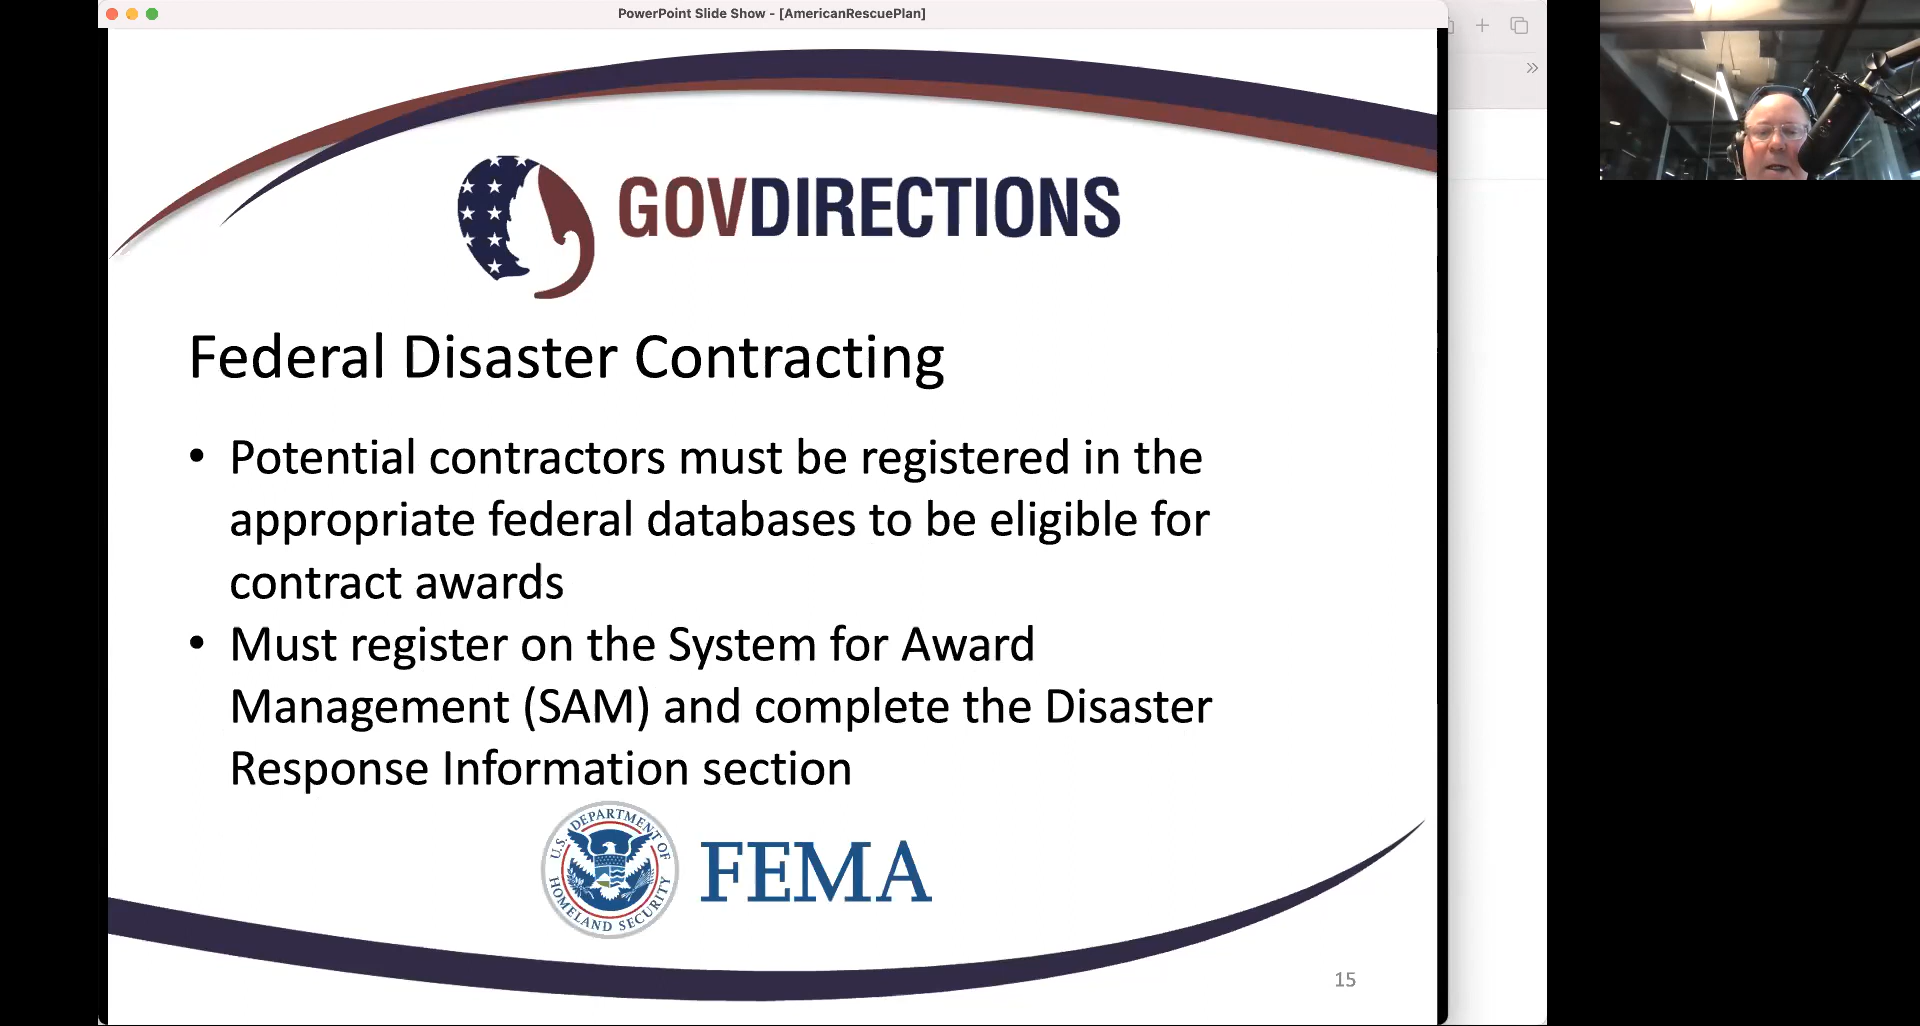 PowerPoint Slide Show - [AmericanRescuePlan]
GOVDIRECTIONS
Federal Disaster Contracting
• Potential contractors must be registered in the
appropriate federal databases to be eligible for
contract awards
• Must register on the System for Award
Management (SAM) and complete the Disaster
Response Information section
U.S. DEPARTMENT OF
HOMELAND SECURITY
FEMA
15